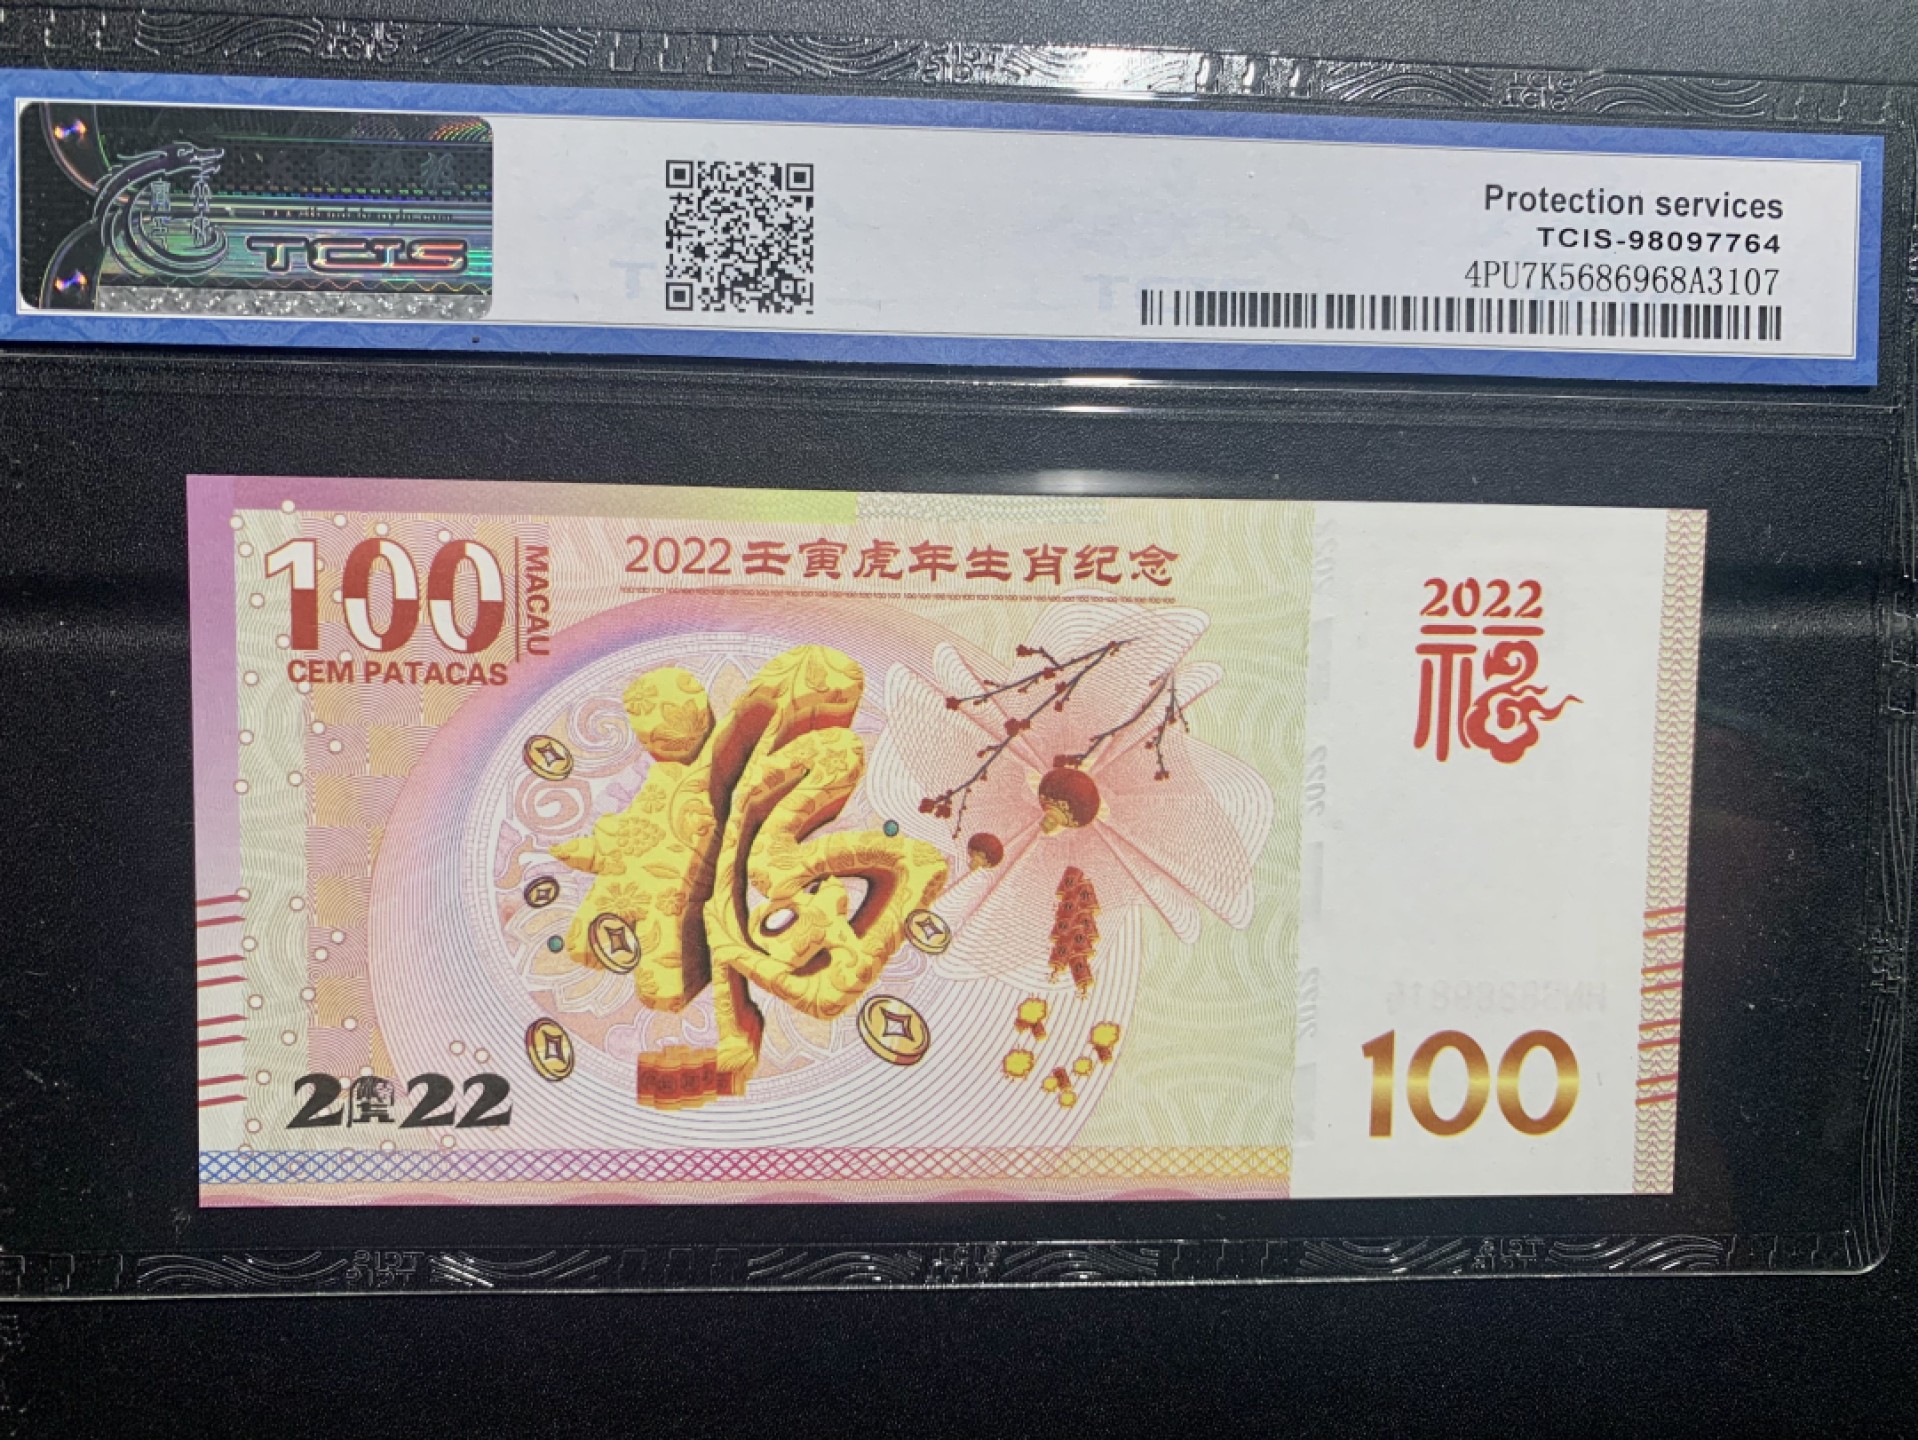 TCIS
Protection services
TCIS-98097764
4PU7K5686968A3107
100
MACAU
CEM PATACAS
2022壬寅虎年生肖纪念
2022
福
福
2022
100